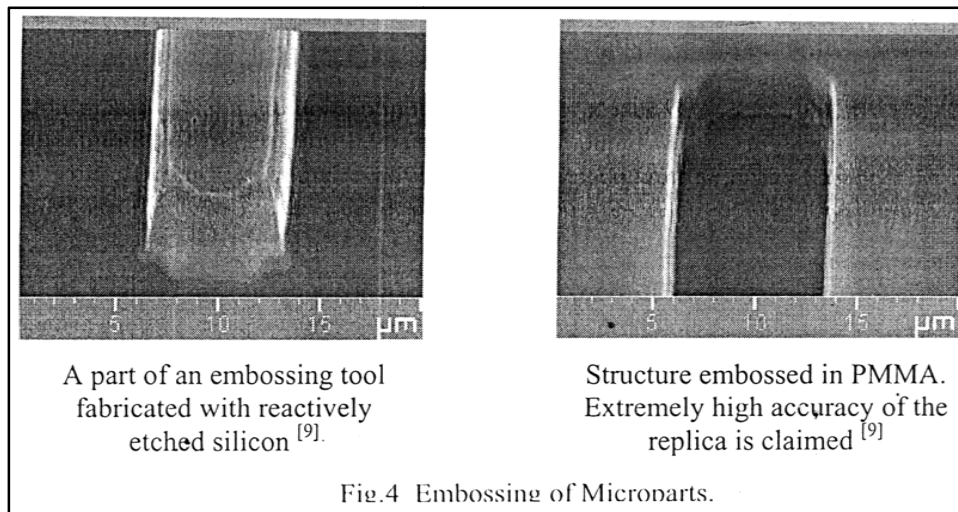 5 10 15 µm
5 10 15 µm
A part of an embossing tool
fabricated with reactively
etched silicon [9].
Structure embossed in PMMA.
Extremely high accuracy of the
replica is claimed [9]
Fig.4 Embossing of Microparts.